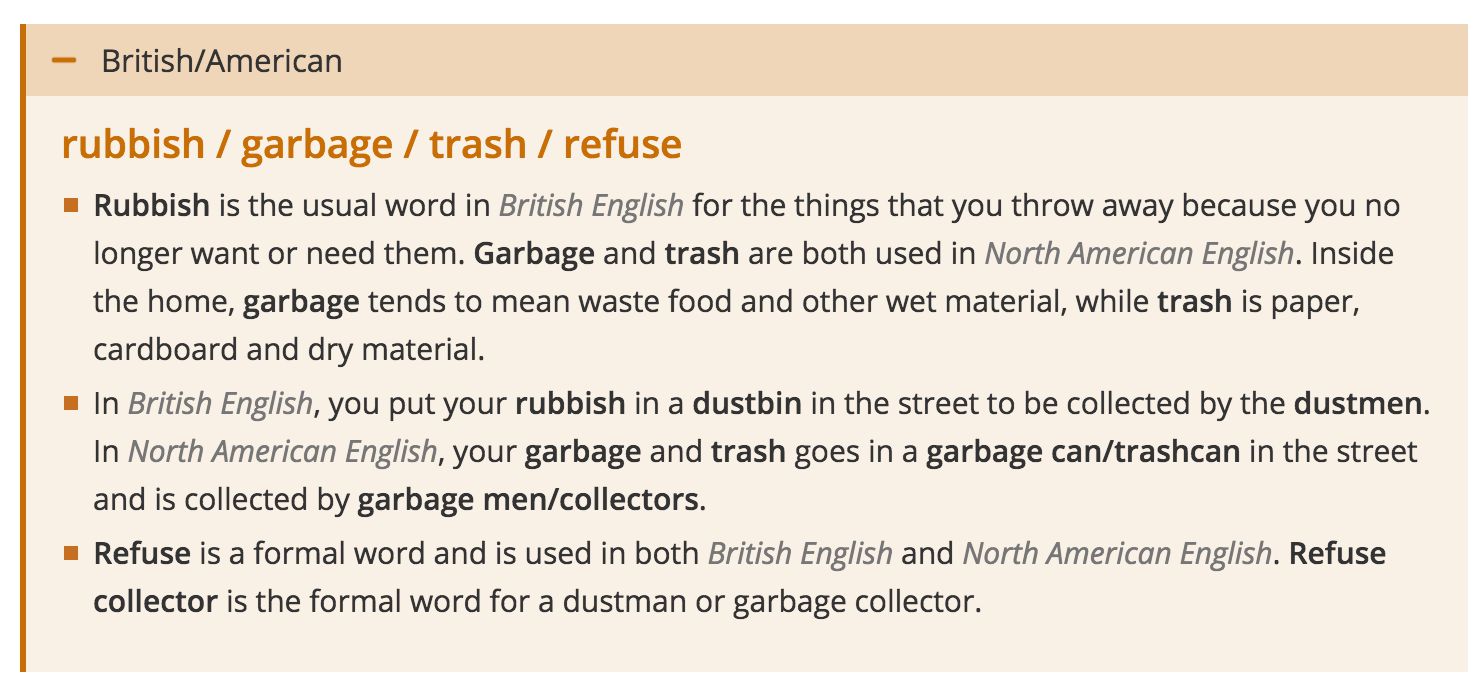 British/American
rubbish / garbage / trash / refuse
Rubbish is the usual word in British English for the things that you throw away because you no
longer want or need them. Garbage and trash are both used in North American English. Inside
the home, garbage tends to mean waste food and other wet material, while trash is paper,
cardboard and dry material.
In British English, you put your rubbish in a dustbin in the street to be collected by the dustmen.
In North American English, your garbage and trash goes in a garbage can/trashcan in the street
and is collected by garbage men/collectors.
Refuse is a formal word and is used in both British English and North American English. Refuse
collector is the formal word for a dustman or garbage collector.